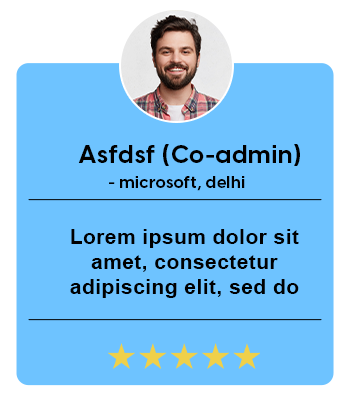 Asfdsf (Co-admin)
- microsoft, delhi
Lorem ipsum dolor sit
amet, consectetur
adipiscing elit, sed do